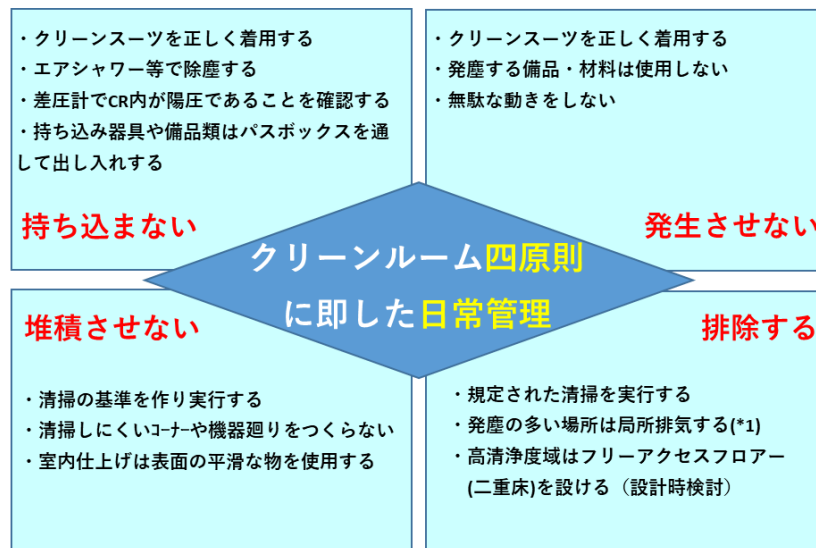 ・クリーンスーツを正しく着用する
・エアシャワー等で除塵する
・差圧計でCR内が陽圧であることを確認する
・持ち込み器具や備品類はパスボックスを通
して出し入れする
持ち込まない
・クリーンスーツを正しく着用する
・発塵する備品・材料は使用しない
・無駄な動きをしない
発生させない
クリーンルーム四原則
に即した日常管理
堆積させない
・清掃の基準を作り実行する
・清掃しにくいｺｰﾅｰや機器廻りをつくらない
・室内仕上げは表面の平滑な物を使用する
排除する
・規定された清掃を実行する
・発塵の多い場所は局所排気する(*1)
・高清浄度域はフリーアクセスフロアー
(二重床)を設ける（設計時検討）